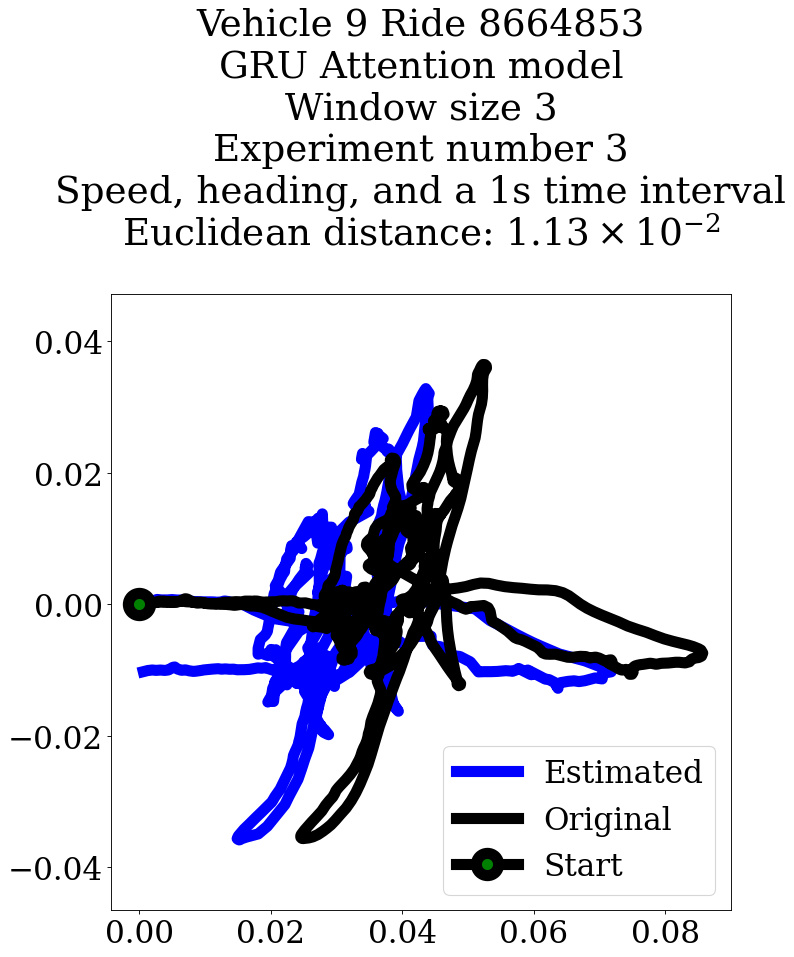 Vehicle 9 Ride 8664853
GRU Attention model
Window size 3
Experiment number 3
Speed, heading, and a 1s time interval
Euclidean distance: 1.13 × 10⁻²
0.04
0.02
0.00
−0.02
−0.04
Estimated
Original
Start
0.00 0.02 0.04 0.06 0.08